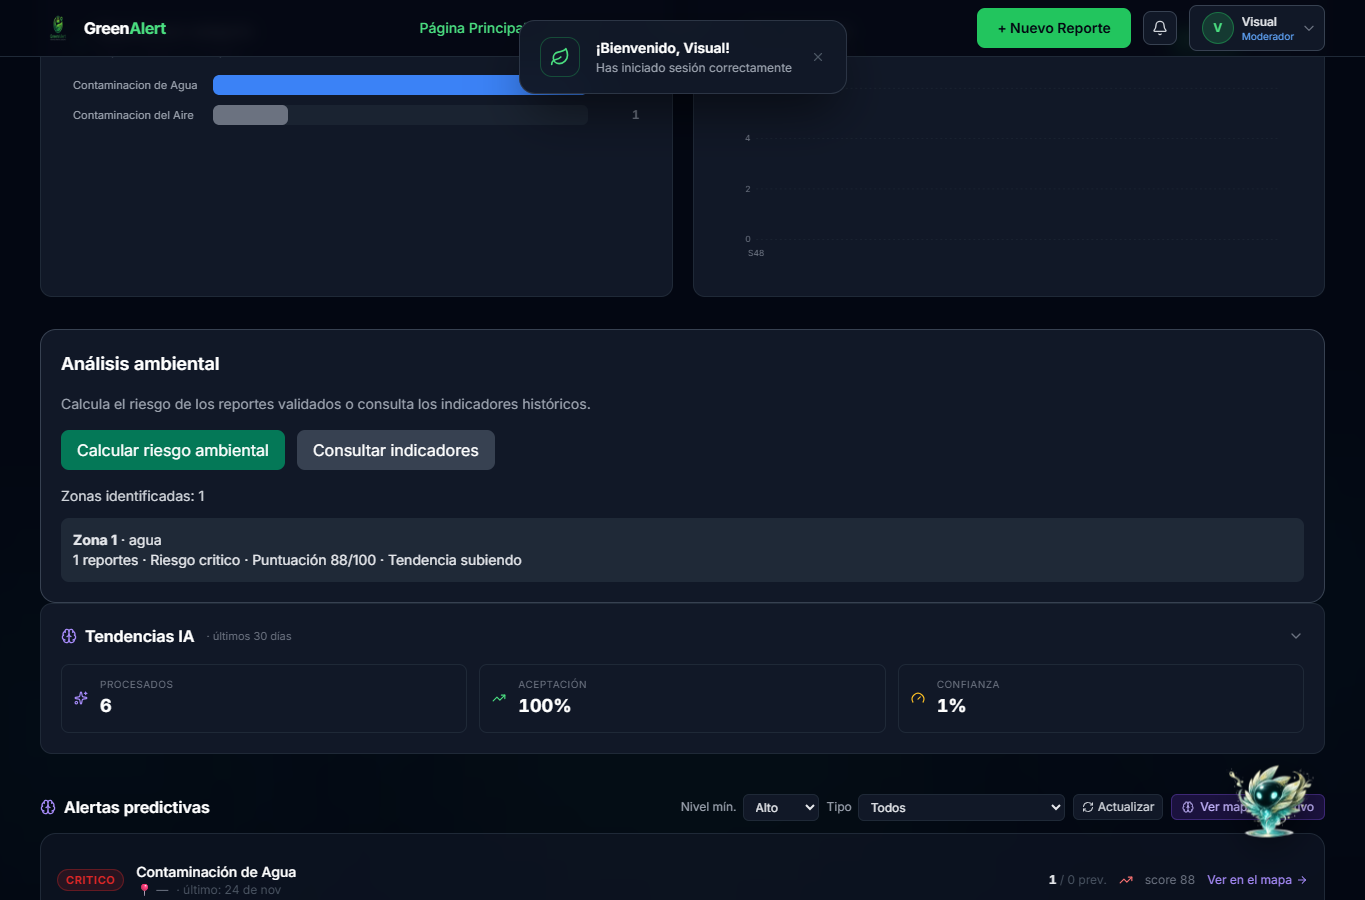 GreenAlert
Página Principal
+ Nuevo Reporte
V
Visual
Moderador
¡Bienvenido, Visual!
Has iniciado sesión correctamente
Contaminacion de Agua
Contaminacion del Aire
1
4
2
0
S48
Análisis ambiental
Calcula el riesgo de los reportes validados o consulta los indicadores históricos.
Calcular riesgo ambiental
Consultar indicadores
Zonas identificadas: 1
Zona 1 · agua
1 reportes · Riesgo critico · Puntuación 88/100 · Tendencia subiendo
Tendencias IA · últimos 30 días
PROCESADOS
6
ACEPTACIÓN
100%
CONFIANZA
1%
Alertas predictivas
Nivel mín.
Alto
Tipo
Todos
Actualizar
Ver
CRITICO
Contaminación de Agua
— · último: 24 de nov
1 / 0 prev.
score 88
Ver en el mapa →